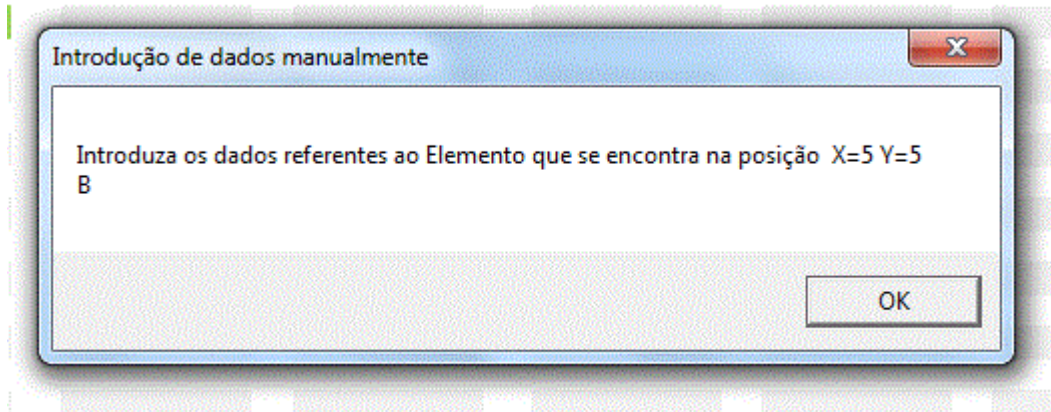 Introdução de dados manualmente
Introduza os dados referentes ao Elemento que se encontra na posição X=5 Y=5
B
OK